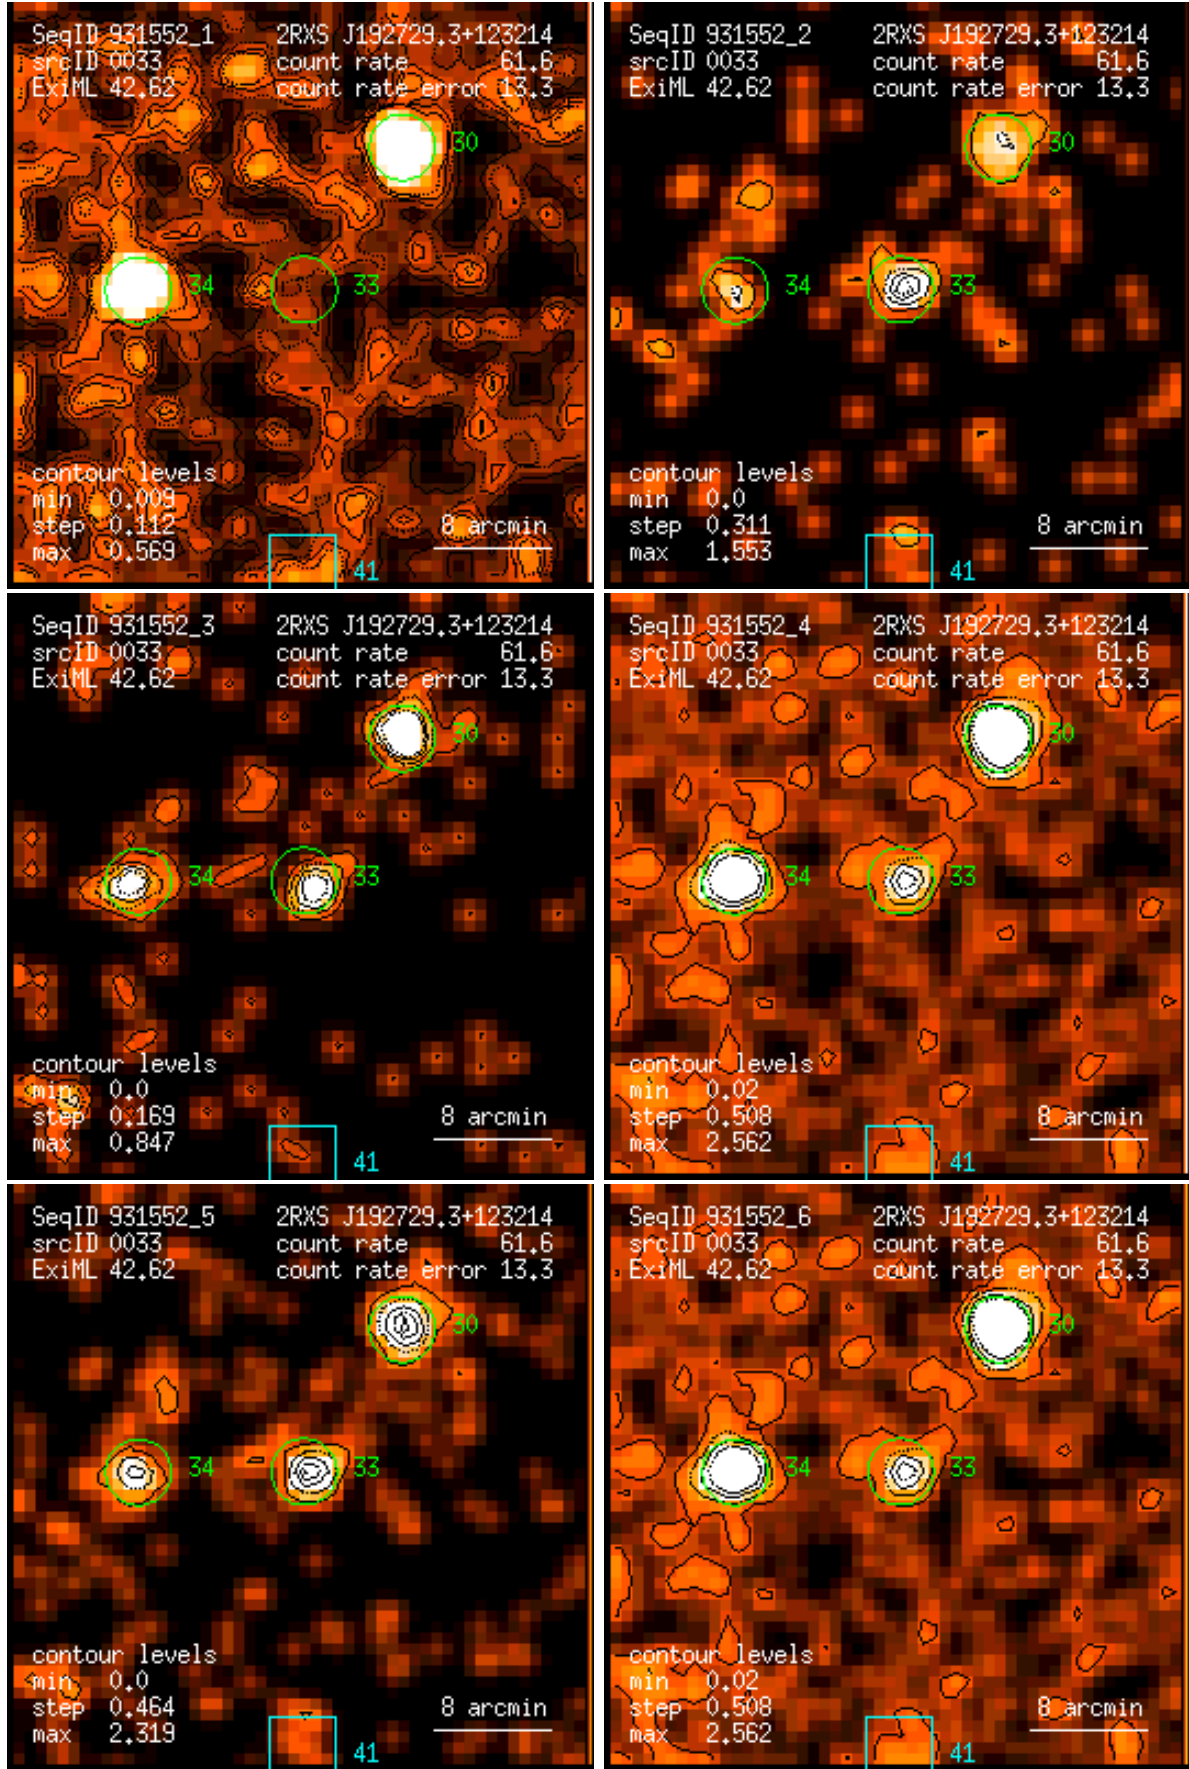 SeqID 931552_1 2RXS J192729.3+123214
srcID 0033 count rate 61.6
ExiML 42.62 count rate error 13.3
30
34
33
contour levels
min 0.009
step 0.112
max 0.569
8 arcmin
41
SeqID 931552_2 2RXS J192729.3+123214
srcID 0033 count rate 61.6
ExiML 42.62 count rate error 13.3
30
34
33
contour levels
min 0.0
step 0.311
max 1.553
8 arcmin
41
SeqID 931552_3 2RXS J192729.3+123214
srcID 0033 count rate 61.6
ExiML 42.62 count rate error 13.3
30
34
33
contour levels
min 0.0
step 0.169
max 0.847
8 arcmin
41
SeqID 931552_4 2RXS J192729.3+123214
srcID 0033 count rate 61.6
ExiML 42.62 count rate error 13.3
30
34
33
contour levels
min 0.02
step 0.508
max 2.562
8 arcmin
41
SeqID 931552_5 2RXS J192729.3+123214
srcID 0033 count rate 61.6
ExiML 42.62 count rate error 13.3
30
34
33
contour levels
min 0.0
step 0.464
max 2.319
8 arcmin
41
SeqID 931552_6 2RXS J192729.3+123214
srcID 0033 count rate 61.6
ExiML 42.62 count rate error 13.3
30
34
33
contour levels
min 0.02
step 0.508
max 2.562
8 arcmin
41